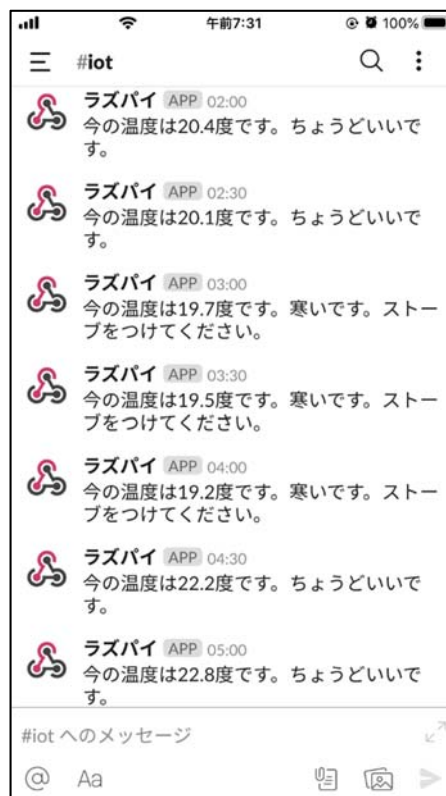 午前7:31
100%
#iot
ラズパイ APP 02:00
今の温度は20.4度です。ちょうどいいで
す。
ラズパイ APP 02:30
今の温度は20.1度です。ちょうどいいで
す。
ラズパイ APP 03:00
今の温度は19.7度です。寒いです。ストー
ブをつけてください。
ラズパイ APP 03:30
今の温度は19.5度です。寒いです。ストー
ブをつけてください。
ラズパイ APP 04:00
今の温度は19.2度です。寒いです。ストー
ブをつけてください。
ラズパイ APP 04:30
今の温度は22.2度です。ちょうどいいで
す。
ラズパイ APP 05:00
今の温度は22.8度です。ちょうどいいで
す。
#iot へのメッセージ
@ Aa